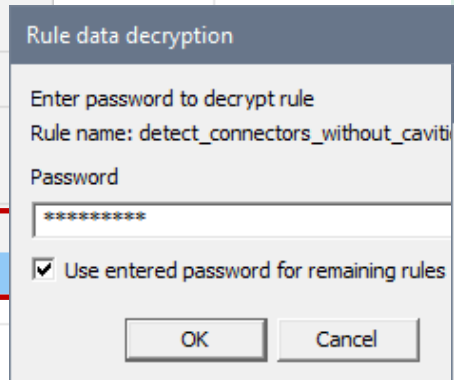 Rule data decryption
Enter password to decrypt rule
Rule name: detect_connectors_without_caviti
Password
*********
Use entered password for remaining rules
OK
Cancel